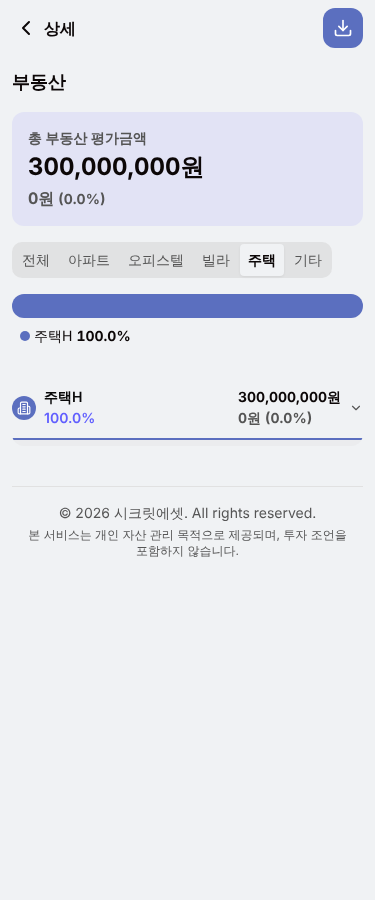 상세
부동산
총 부동산 평가금액
300,000,000원
0원 (0.0%)
전체 아파트 오피스텔 빌라 주택 기타
주택H 100.0%
주택H 300,000,000원
100.0% 0원 (0.0%)
© 2026 시크릿에셋. All rights reserved.
본 서비스는 개인 자산 관리 목적으로 제공되며, 투자 조언을
포함하지 않습니다.